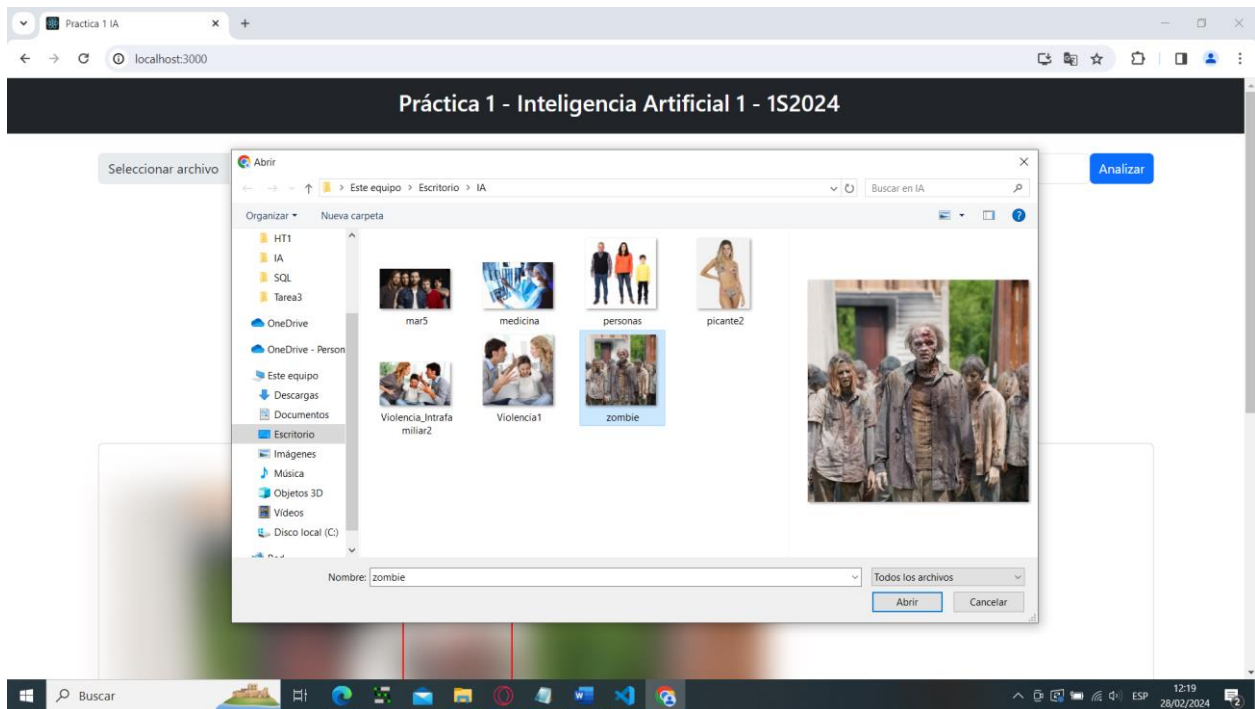 Practica 1 IA
localhost:3000
Práctica 1 - Inteligencia Artificial 1 - 1S2024
Seleccionar archivo
Analizar
Abrir
Este equipo > Escritorio > IA
Buscar en IA
Organizar
Nueva carpeta
HT1
IA
SQL
Tarea3
OneDrive
OneDrive - Person
Este equipo
Descargas
Documentos
Escritorio
Imágenes
Música
Objetos 3D
Vídeos
Disco local (C:)
mar5
medicina
personas
picante2
Violencia_Intrafa
miliar2
Violencia1
zombie
Nombre: zombie
Todos los archivos
Abrir
Cancelar
Buscar
ESP
12:19
28/02/2024
2